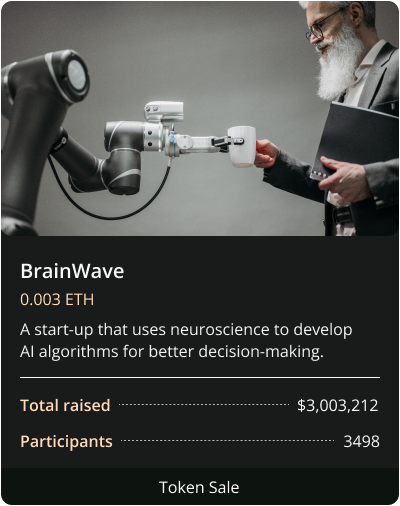 BrainWave
0.003 ETH
A start-up that uses neuroscience to develop
AI algorithms for better decision-making.
Total raised $3,003,212
Participants 3498
Token Sale